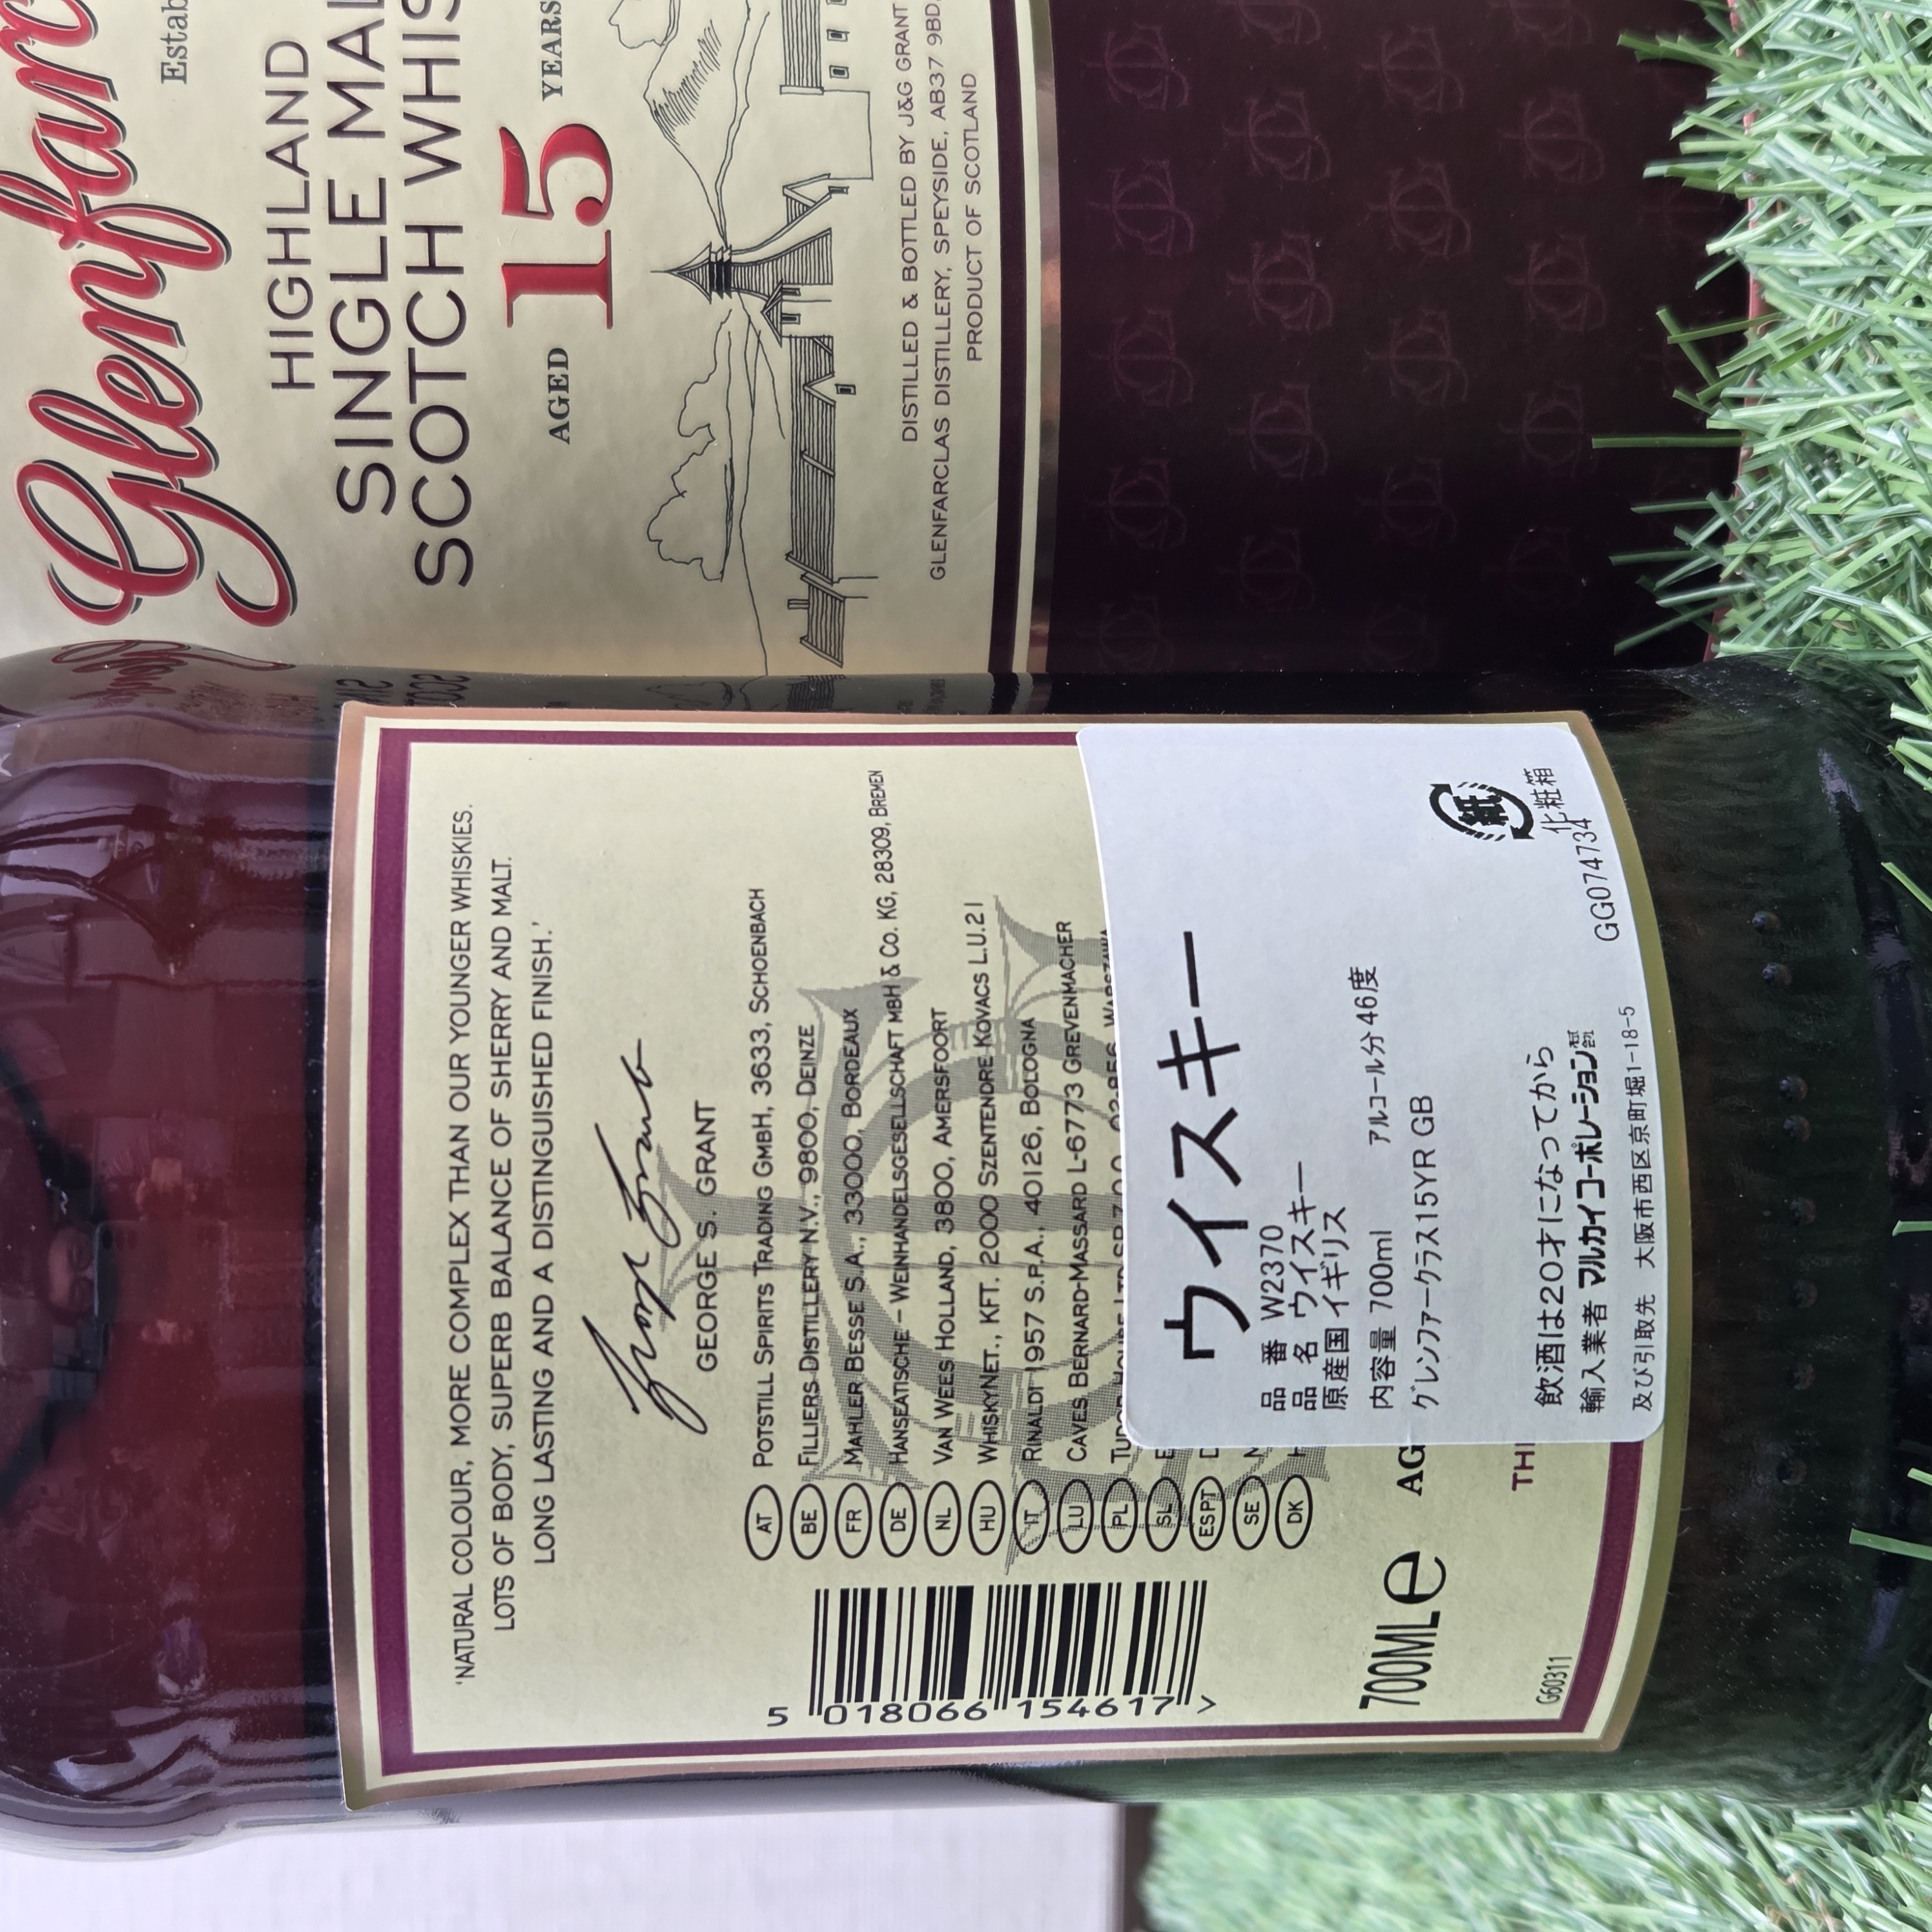 Estab
HIGHLAND
SINGLE
SCOTCH
AGED 15 YEARS
DISTILLED & BOTTLED BY J&G GRANT
GLENFARCLAS DISTILLERY, SPEYSIDE, AB37 9BD,
PRODUCT OF SCOTLAND
'NATURAL COLOUR, MORE COMPLEX THAN OUR YOUNGER WHISKIES.
LOTS OF BODY, SUPERB BALANCE OF SHERRY AND MALT.
LONG LASTING AND A DISTINGUISHED FINISH.'
GEORGE S. GRANT
AT POTSTILL SPIRITS TRADING GMBH, 3633, SCHOENBACH
BE FILLIERS DISTILLERY N.V., 9800, DEINZE
FR MAHLER BESSE S.A., 33000, BORDEAUX
DE HANSEATISCHE – WEINHANDELSGESELLSCHAFT MBH & CO. KG, 28309, BREMEN
NL VAN WEES HOLLAND, 3800, AMERSFOORT
HU WHISKYNET., KFT. 2000 SZENTENDRE-KOVACS L.U.21
IT RINALDI 1957 S.P.A., 40126, BOLOGNA
LU CAVES BERNARD-MASSARD L-6773 GREVENMACHER
PL
SL
ESPT
SE
DK
5 018066 154617 >
700ML e
G60311
ウイスキー
品 番 W2370
品 名 ウイスキー
原産国 イギリス
内容量 700ml アルコール分46度
グレンファークラス15YR GB
紙
化粧箱
飲酒は20才になってから
輸入業者 マルカイコーポレーション GG074734
及び引取先 大阪市西区京町堀1-18-5